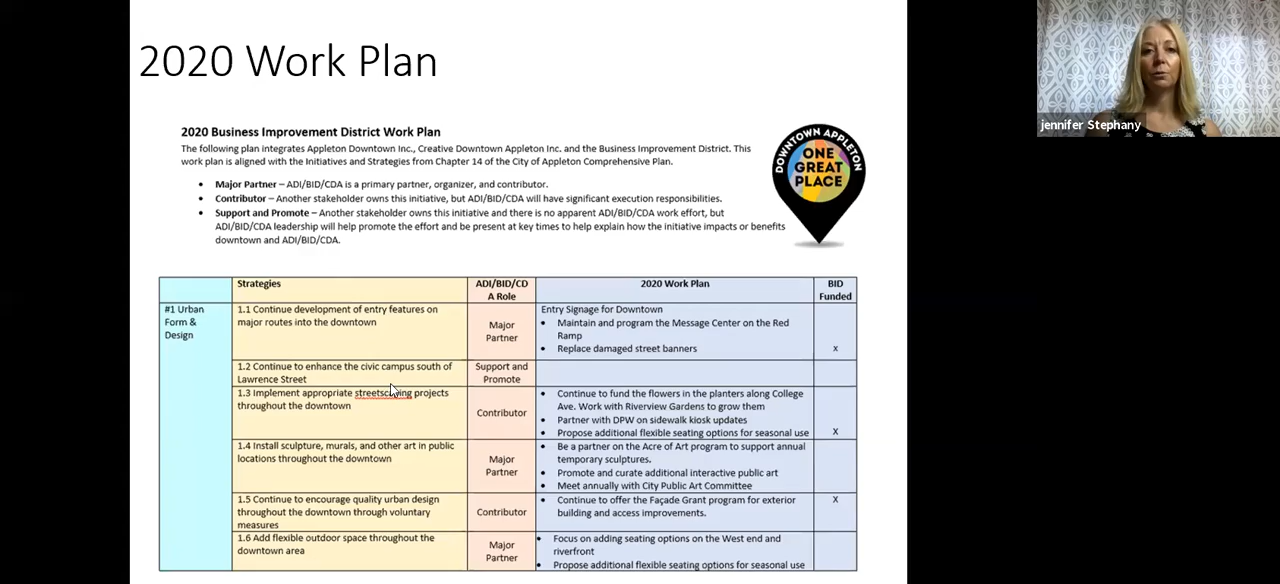 2020 Work Plan
jennifer Stephany
2020 Business Improvement District Work Plan
The following plan integrates Appleton Downtown Inc., Creative Downtown Appleton Inc. and the Business Improvement District. This
work plan is aligned with the Initiatives and Strategies from Chapter 14 of the City of Appleton Comprehensive Plan.
DOWNTOWN APPLETON
ONE
GREAT
PLACE
• Major Partner – ADI/BID/CDA is a primary partner, organizer, and contributor.
• Contributor – Another stakeholder owns this initiative, but ADI/BID/CDA will have significant execution responsibilities.
• Support and Promote – Another stakeholder owns this initiative and there is no apparent ADI/BID/CDA work effort, but
ADI/BID/CDA leadership will help promote the effort and be present at key times to help explain how the initiative impacts or benefits
downtown and ADI/BID/CDA.
Strategies
ADI/BID/CD
A Role
2020 Work Plan
BID
Funded
#1 Urban
Form &
Design
1.1 Continue development of entry features on
major routes into the downtown
Major
Partner
Entry Signage for Downtown
• Maintain and program the Message Center on the Red
Ramp
• Replace damaged street banners
x
1.2 Continue to enhance the civic campus south of
Lawrence Street
Support and
Promote
1.3 Implement appropriate streetscaping projects
throughout the downtown
Contributor
• Continue to fund the flowers in the planters along College
Ave. Work with Riverview Gardens to grow them
• Partner with DPW on sidewalk kiosk updates
• Propose additional flexible seating options for seasonal use
X
1.4 Install sculpture, murals, and other art in public
locations throughout the downtown
Major
Partner
• Be a partner on the Acre of Art program to support annual
temporary sculptures.
• Promote and curate additional interactive public art
• Meet annually with City Public Art Committee
1.5 Continue to encourage quality urban design
throughout the downtown through voluntary
measures
Contributor
• Continue to offer the Façade Grant program for exterior
building and access improvements.
X
1.6 Add flexible outdoor space throughout the
downtown area
Major
Partner
• Focus on adding seating options on the West end and
riverfront
• Propose additional flexible seating for seasonal use